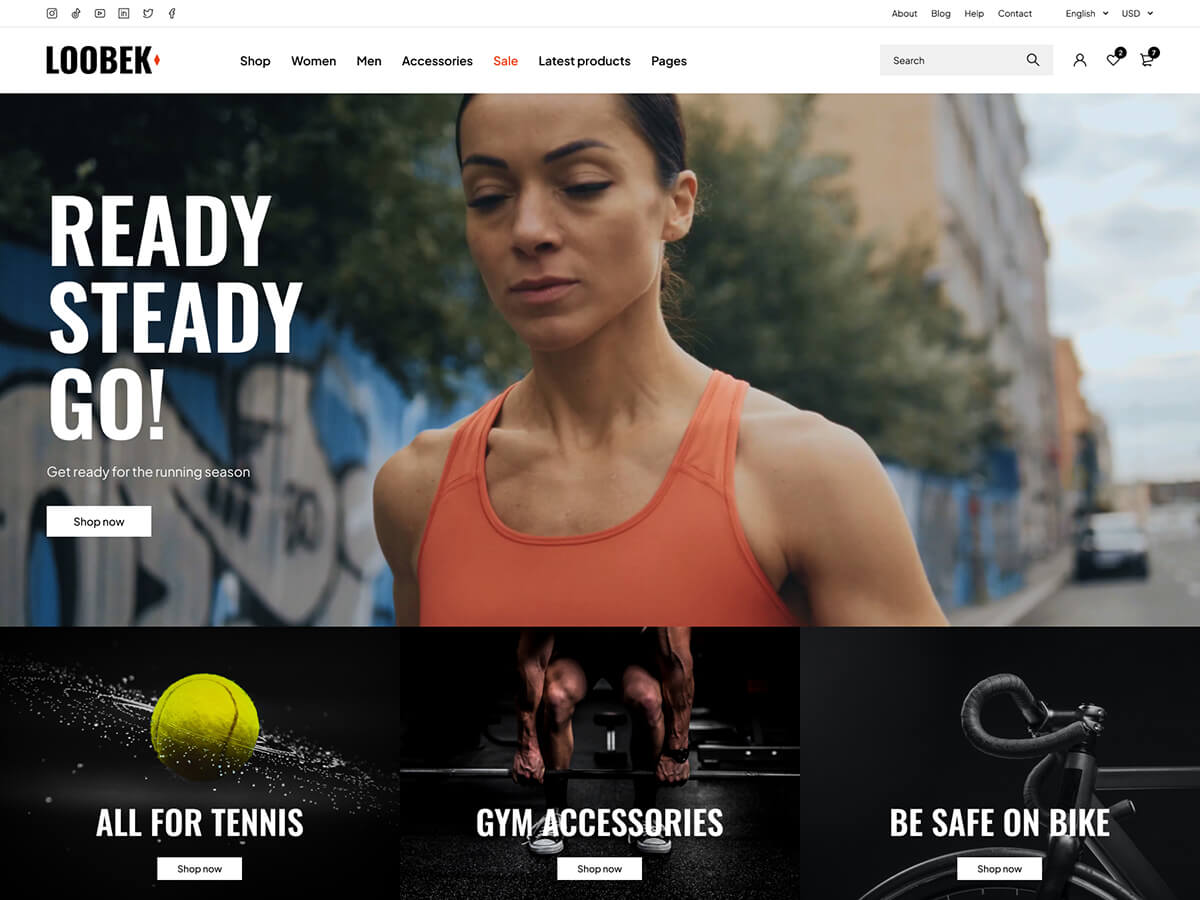 About Blog Help Contact English USD
LOOBEK
Shop Women Men Accessories Sale Latest products Pages
Search
2
7
READY
STEADY
GO!
Get ready for the running season
Shop now
ALL FOR TENNIS
GYM ACCESSORIES
BE SAFE ON BIKE
Shop now
Shop now
Shop now